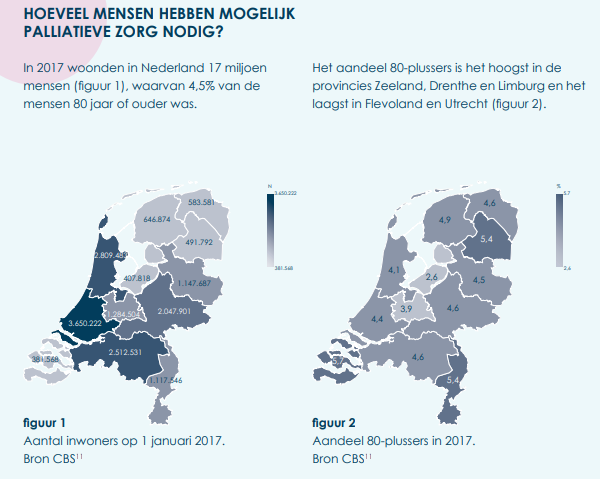 HOEVEEL MENSEN HEBBEN MOGELIJK
PALLIATIEVE ZORG NODIG?
In 2017 woonden in Nederland 17 miljoen
mensen (figuur 1), waarvan 4,5% van de
mensen 80 jaar of ouder was.
Het aandeel 80-plussers is het hoogst in de
provincies Zeeland, Drenthe en Limburg en het
laagst in Flevoland en Utrecht (figuur 2).
N
3.650.222
381.568
583.581
646.874
491.792
407.818
1.147.687
1.284.504
2.047.901
3.650.222
2.512.531
381.568
1.117.546
%
5,7
2,6
4,6
4,9
5,4
4,1
2,6
4,5
3,9
4,6
4,4
4,6
5,4
figuur 1
Aantal inwoners op 1 januari 2017.
Bron CBS¹¹
figuur 2
Aandeel 80-plussers in 2017.
Bron CBS¹¹